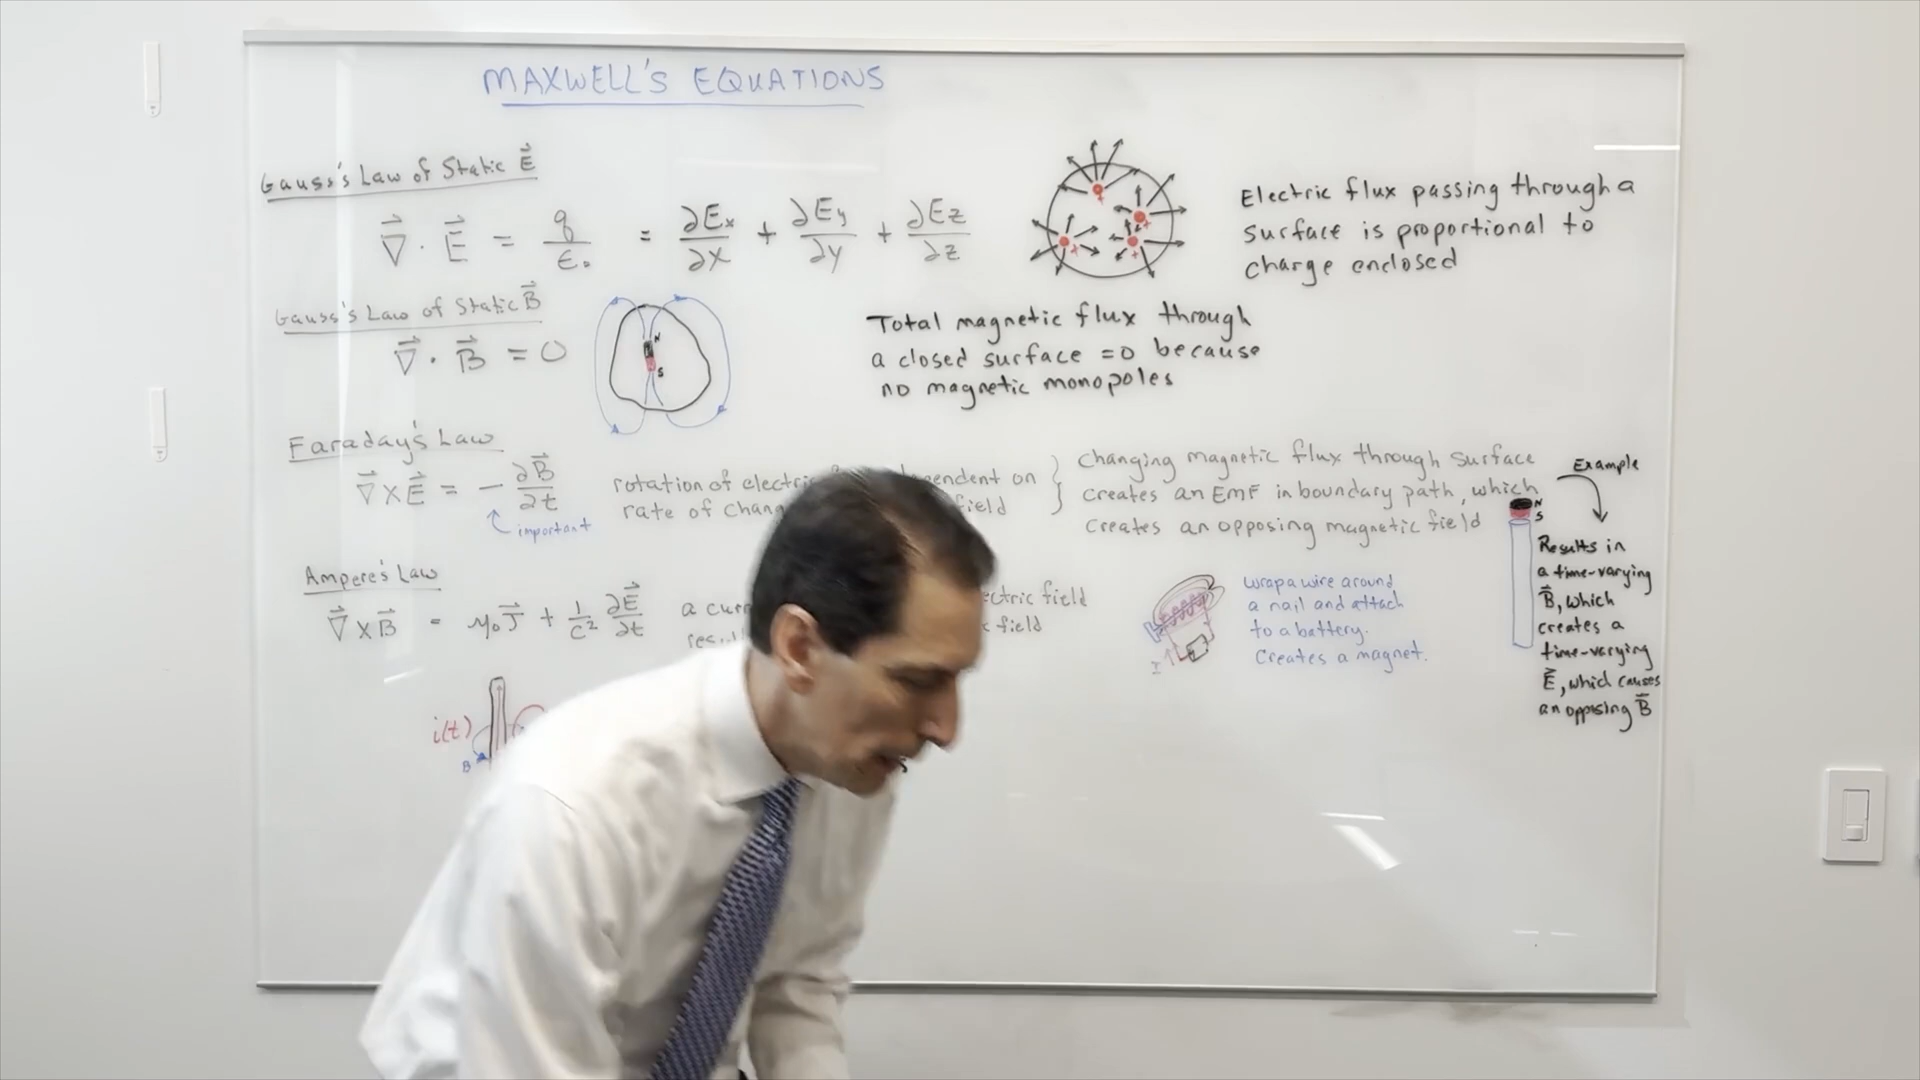 MAXWELL'S EQUATIONS
Gauss's Law of Static E⃗
∇⃗ · E⃗ = q/ε₀ = ∂Ex/∂x + ∂Ey/∂y + ∂Ez/∂z
+ + + +
Electric flux passing through a
surface is proportional to
charge enclosed
Gauss's Law of Static B⃗
∇⃗ · B⃗ = 0
N
S
Total magnetic flux through
a closed surface = 0 because
no magnetic monopoles
Faraday's Law
∇⃗ x E⃗ = − ∂B⃗/∂t
important
rotation of electric
on
rate of
field
Changing magnetic flux through surface
creates an EMF in boundary path, which
creates an opposing magnetic field
Example
N
S
Results in
a time-varying
B⃗, which
creates a
time-varying
E⃗, which causes
an opposing B⃗
Ampere's Law
∇⃗ x B⃗ = μ₀J⃗ + 1/c² ∂E⃗/∂t
a
field
field
I
wrap a wire around
a nail and attach
to a battery.
Creates a magnet.
i(t)
B